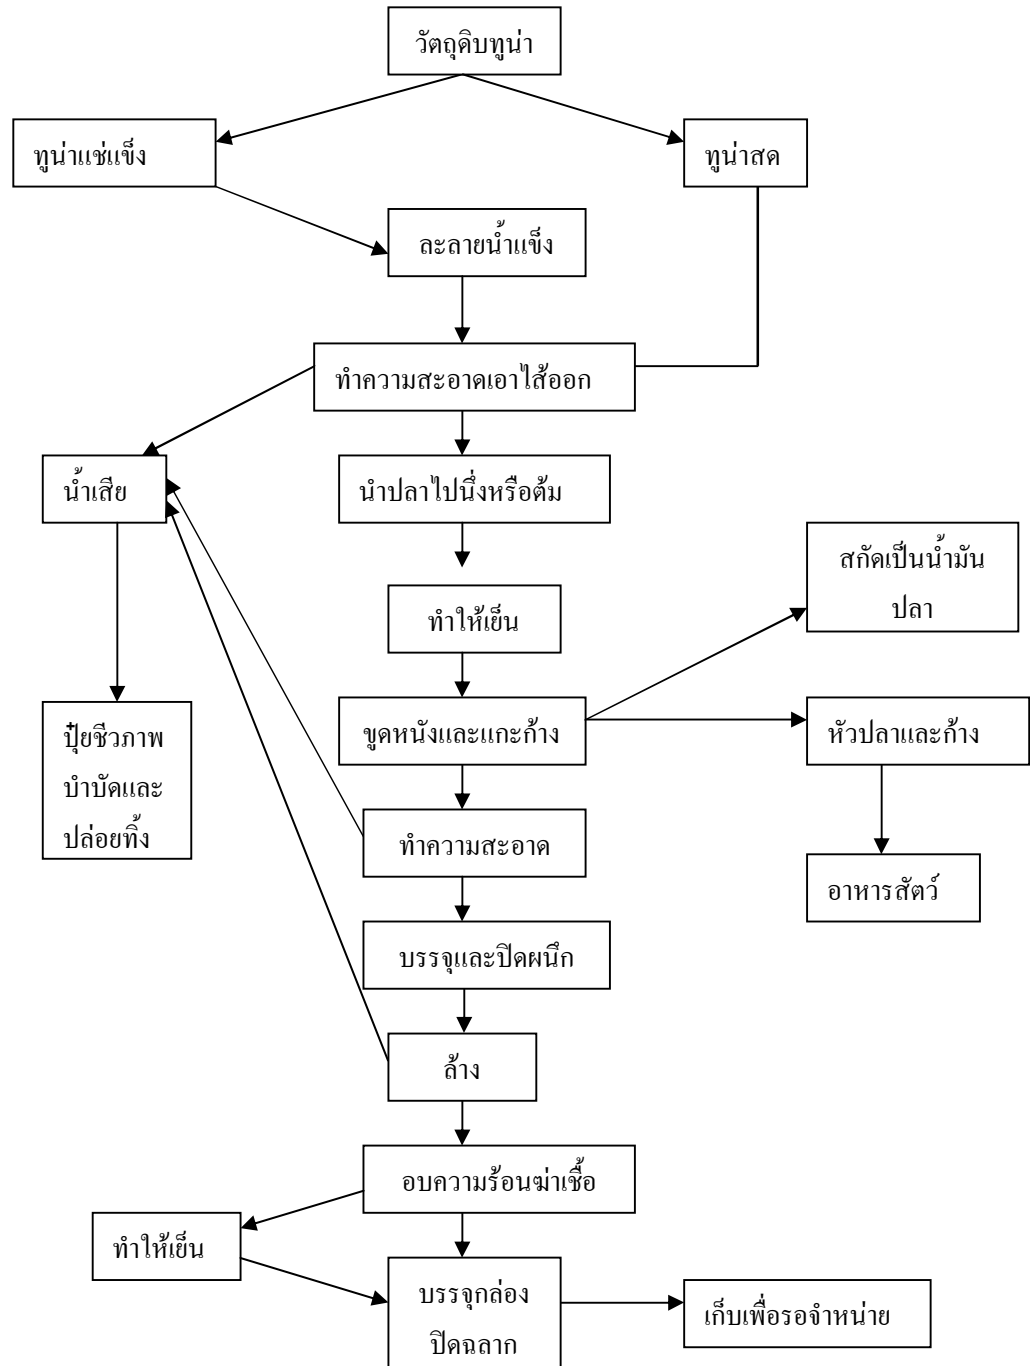 วัตถุดิบทูน่า
ทูน่าแช่แข็ง
ทูน่าสด
ละลายน้ำแข็ง
ทำความสะอาดเอาไส้ออก
น้ำเสีย
นำปลาไปนึ่งหรือต้ม
สกัดเป็นน้ำมัน
ปลา
ทำให้เย็น
ปุ๋ยชีวภาพ
บำบัดและ
ปล่อยทิ้ง
ขูดหนังและแกะก้าง
หัวปลาและก้าง
ทำความสะอาด
อาหารสัตว์
บรรจุและปิดผนึก
ล้าง
อบความร้อนฆ่าเชื้อ
ทำให้เย็น
บรรจุกล่อง
ปิดฉลาก
เก็บเพื่อรอจำหน่าย